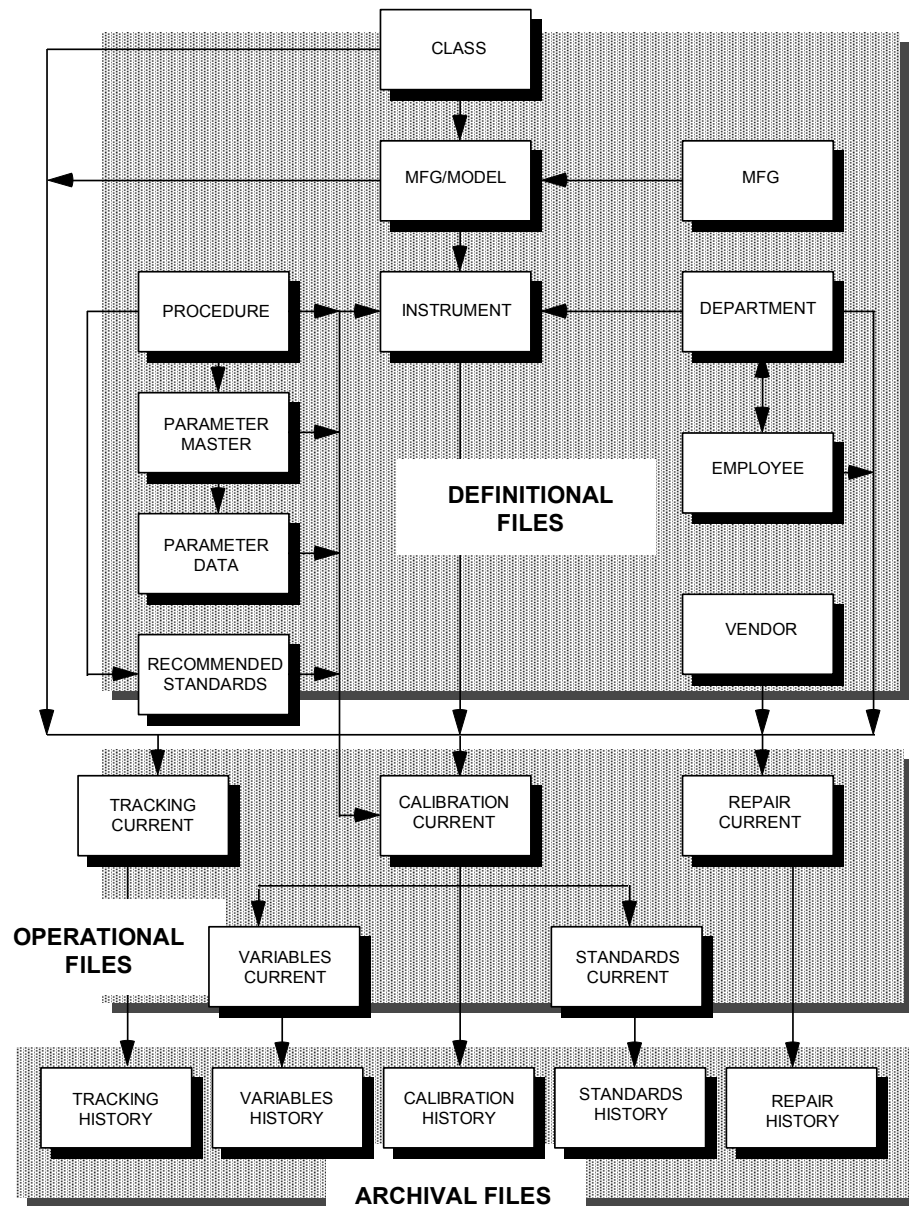 CLASS
MFG/MODEL
MFG
PROCEDURE
INSTRUMENT
DEPARTMENT
PARAMETER
MASTER
EMPLOYEE
DEFINITIONAL
FILES
PARAMETER
DATA
VENDOR
RECOMMENDED
STANDARDS
TRACKING
CURRENT
CALIBRATION
CURRENT
REPAIR
CURRENT
OPERATIONAL
FILES
VARIABLES
CURRENT
STANDARDS
CURRENT
TRACKING
HISTORY
VARIABLES
HISTORY
CALIBRATION
HISTORY
STANDARDS
HISTORY
REPAIR
HISTORY
ARCHIVAL FILES